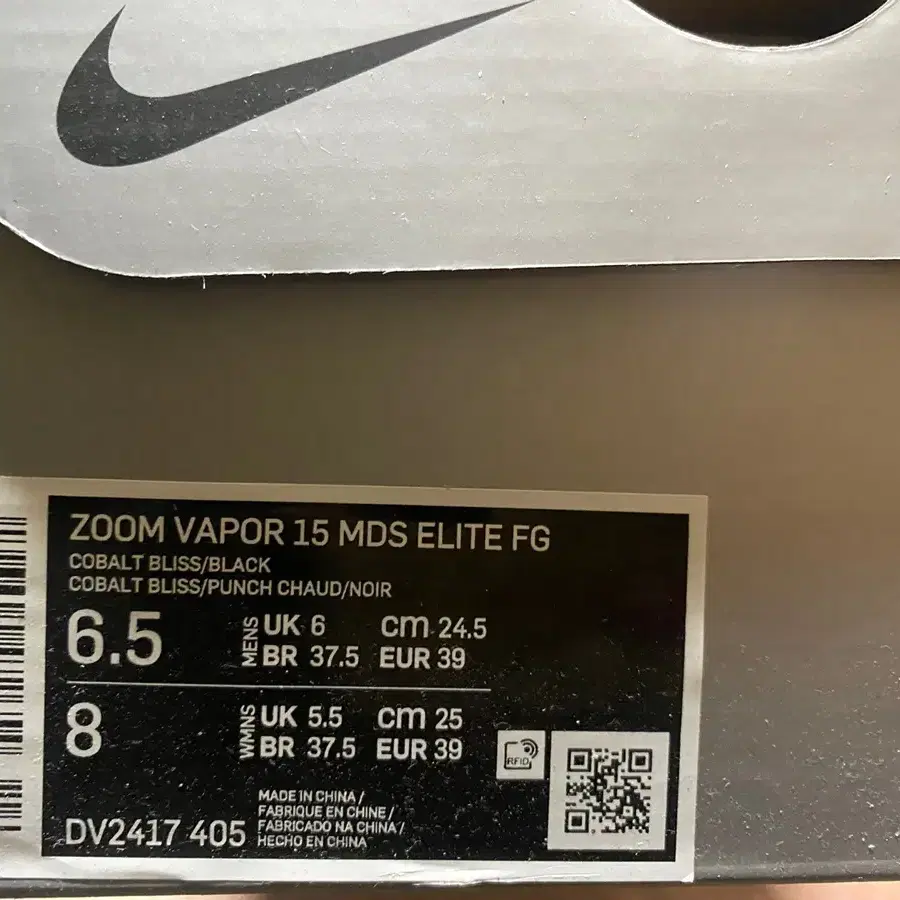 ZOOM VAPOR 15 MDS ELITE FG
COBALT BLISS/BLACK
COBALT BLISS/PUNCH CHAUD/NOIR
6.5 MENS UK 6 CM 24.5
BR 37.5 EUR 39
8 WMNS UK 5.5 CM 25
BR 37.5 EUR 39
RFID
DV2417 405
MADE IN CHINA /
FABRIQUE EN CHINE /
FABRICADO NA CHINA /
HECHO EN CHINA